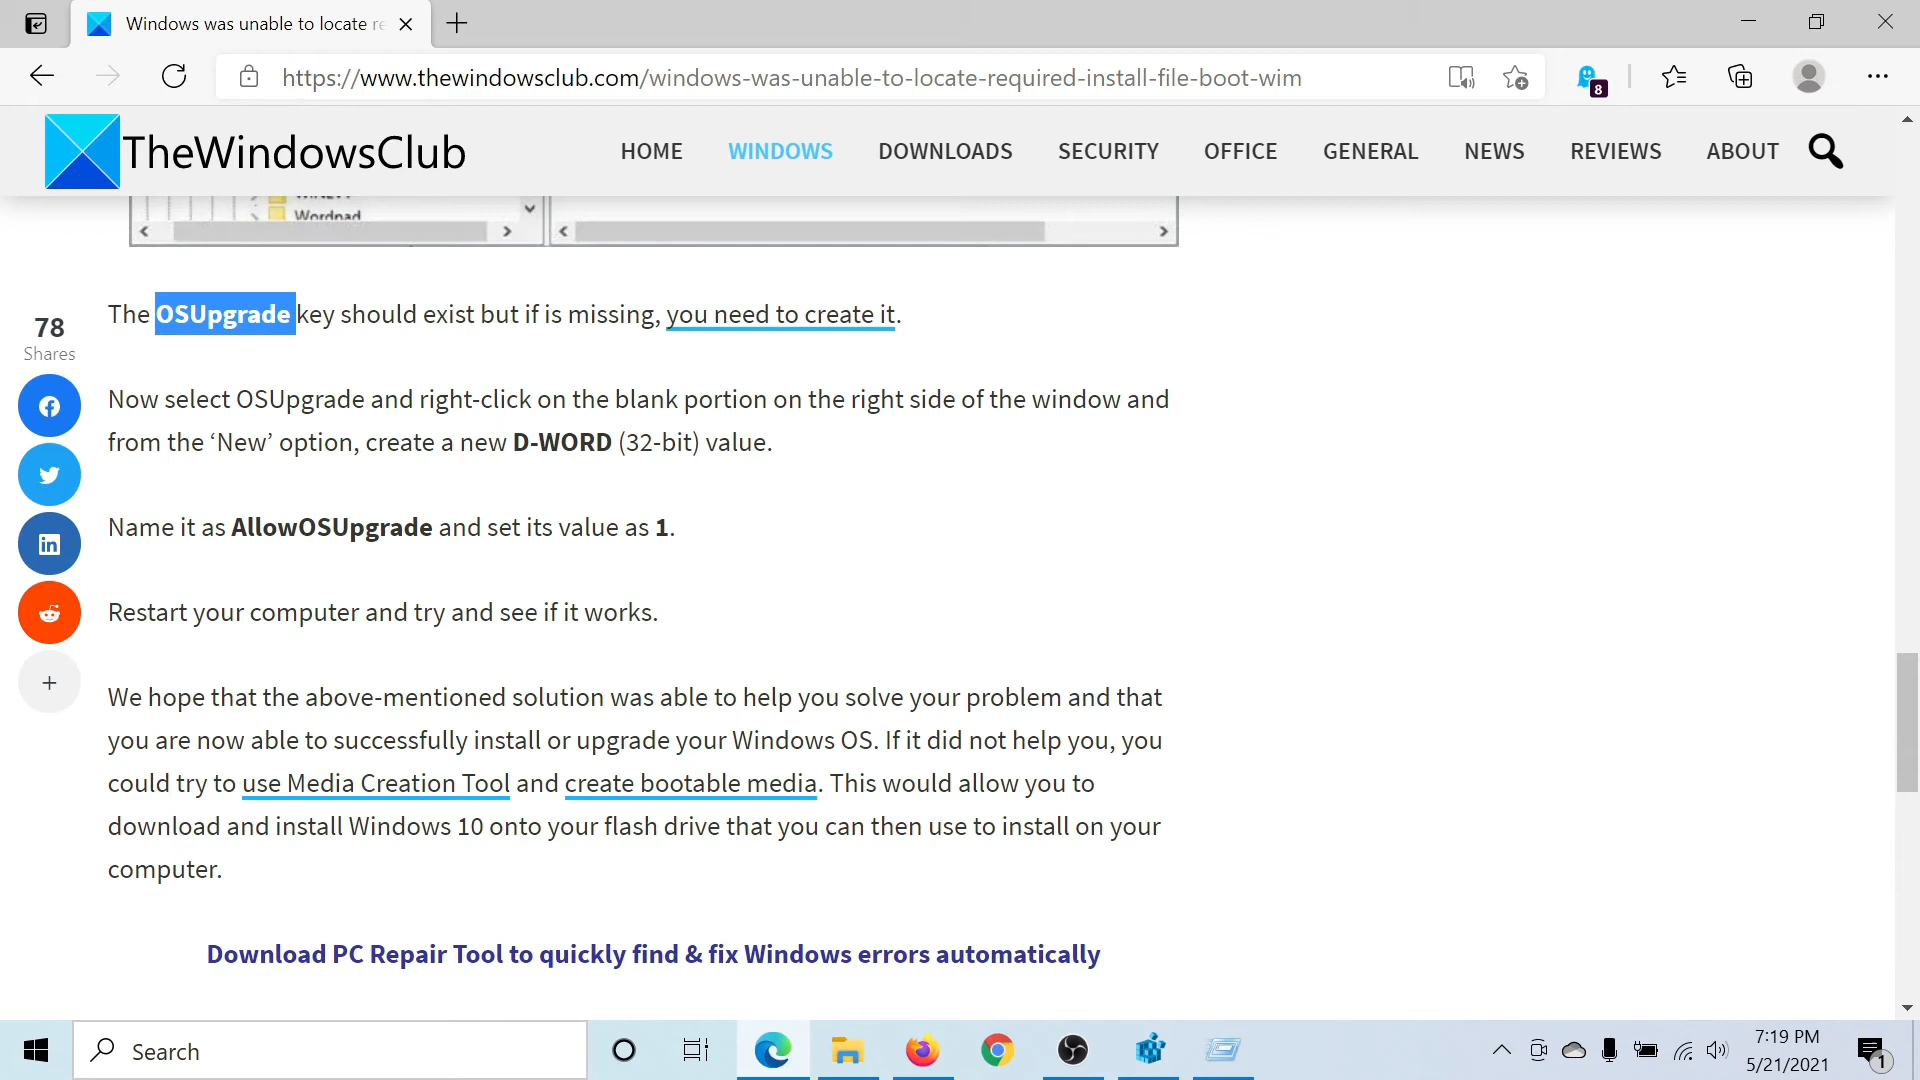 Windows was unable to locate re
https://www.thewindowsclub.com/windows-was-unable-to-locate-required-install-file-boot-wim
8
TheWindowsClub
HOME WINDOWS DOWNLOADS SECURITY OFFICE GENERAL NEWS REVIEWS ABOUT
Wordpad
The OSUpgrade key should exist but if is missing, you need to create it.
78
Shares
Now select OSUpgrade and right-click on the blank portion on the right side of the window and
from the ‘New’ option, create a new D-WORD (32-bit) value.
Name it as AllowOSUpgrade and set its value as 1.
Restart your computer and try and see if it works.
We hope that the above-mentioned solution was able to help you solve your problem and that
you are now able to successfully install or upgrade your Windows OS. If it did not help you, you
could try to use Media Creation Tool and create bootable media. This would allow you to
download and install Windows 10 onto your flash drive that you can then use to install on your
computer.
Download PC Repair Tool to quickly find & fix Windows errors automatically
Search
7:19 PM
5/21/2021
1